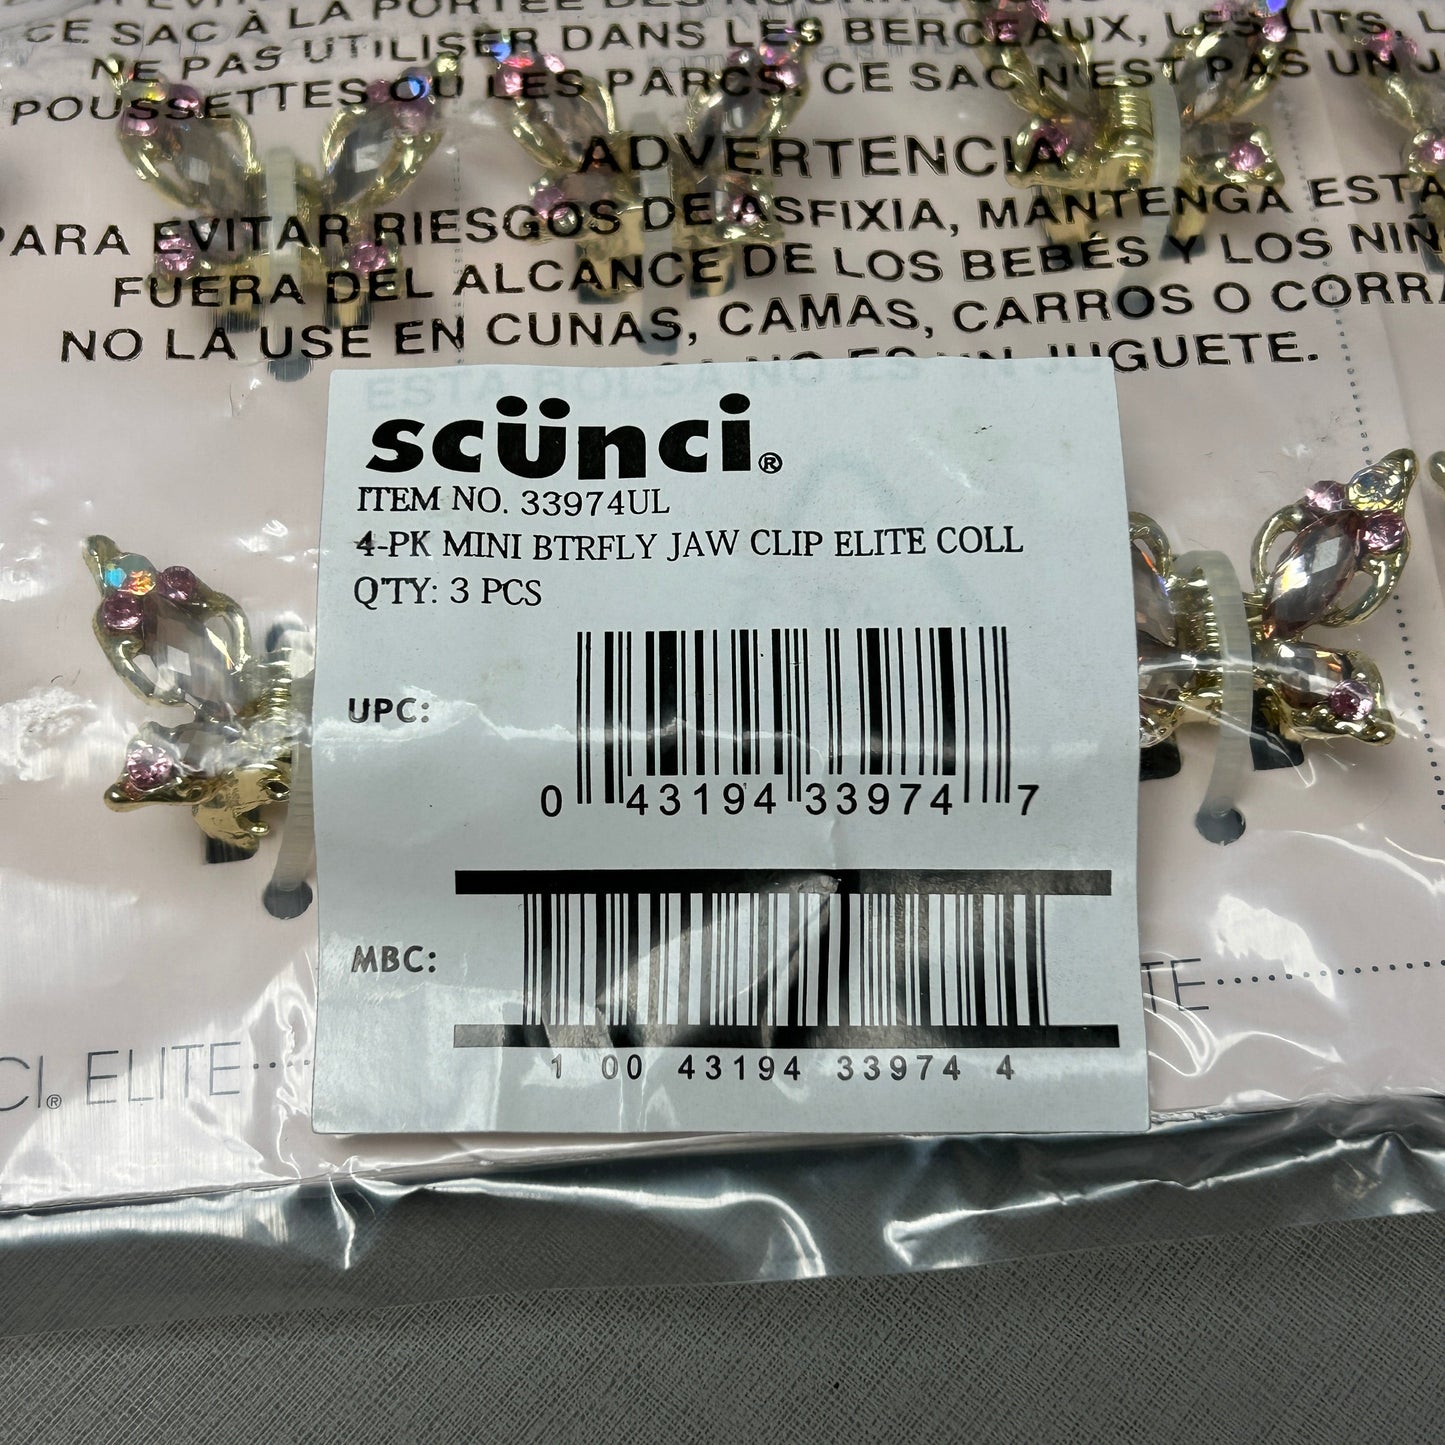 CE SAC À LA PORTÉE DES
NE PAS UTILISER DANS LES BERCEAUX, LES LITS,
POUSSETTES OU LES PARCS. CE SAC N'EST PAS UN
ADVERTENCIA
PARA EVITAR RIESGOS DE ASFIXIA, MANTENGA ESTA
FUERA DEL ALCANCE DE LOS BEBÉS Y LOS
NO LA USE EN CUNAS, CAMAS, CARROS O
ESTA BOLSA NO ES UN JUGUETE.
scünci®
ITEM NO. 33974UL
4-PK MINI BTRFLY JAW CLIP ELITE COLL
Q'TY: 3 PCS
UPC:
0 43194 33974 7
MBC:
1 00 43194 33974 4
CI® ELITE
TE